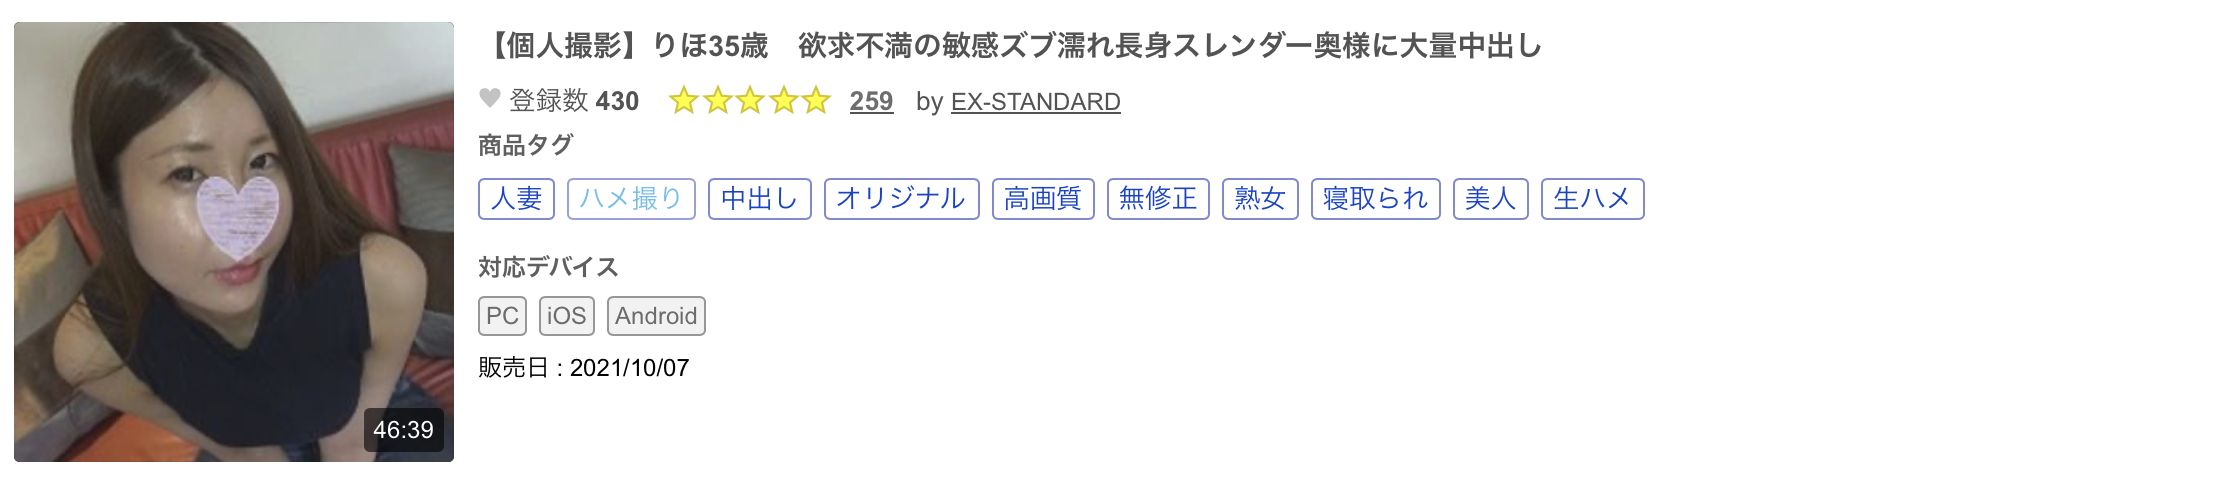 【個人撮影】りほ35歳　欲求不満の敏感ズブ濡れ長身スレンダー奥様に大量中出し
登録数 430 259 by EX-STANDARD
商品タグ
人妻 ハメ撮り 中出し オリジナル 高画質 無修正 熟女 寝取られ 美人 生ハメ
対応デバイス
PC iOS Android
販売日 : 2021/10/07
46:39